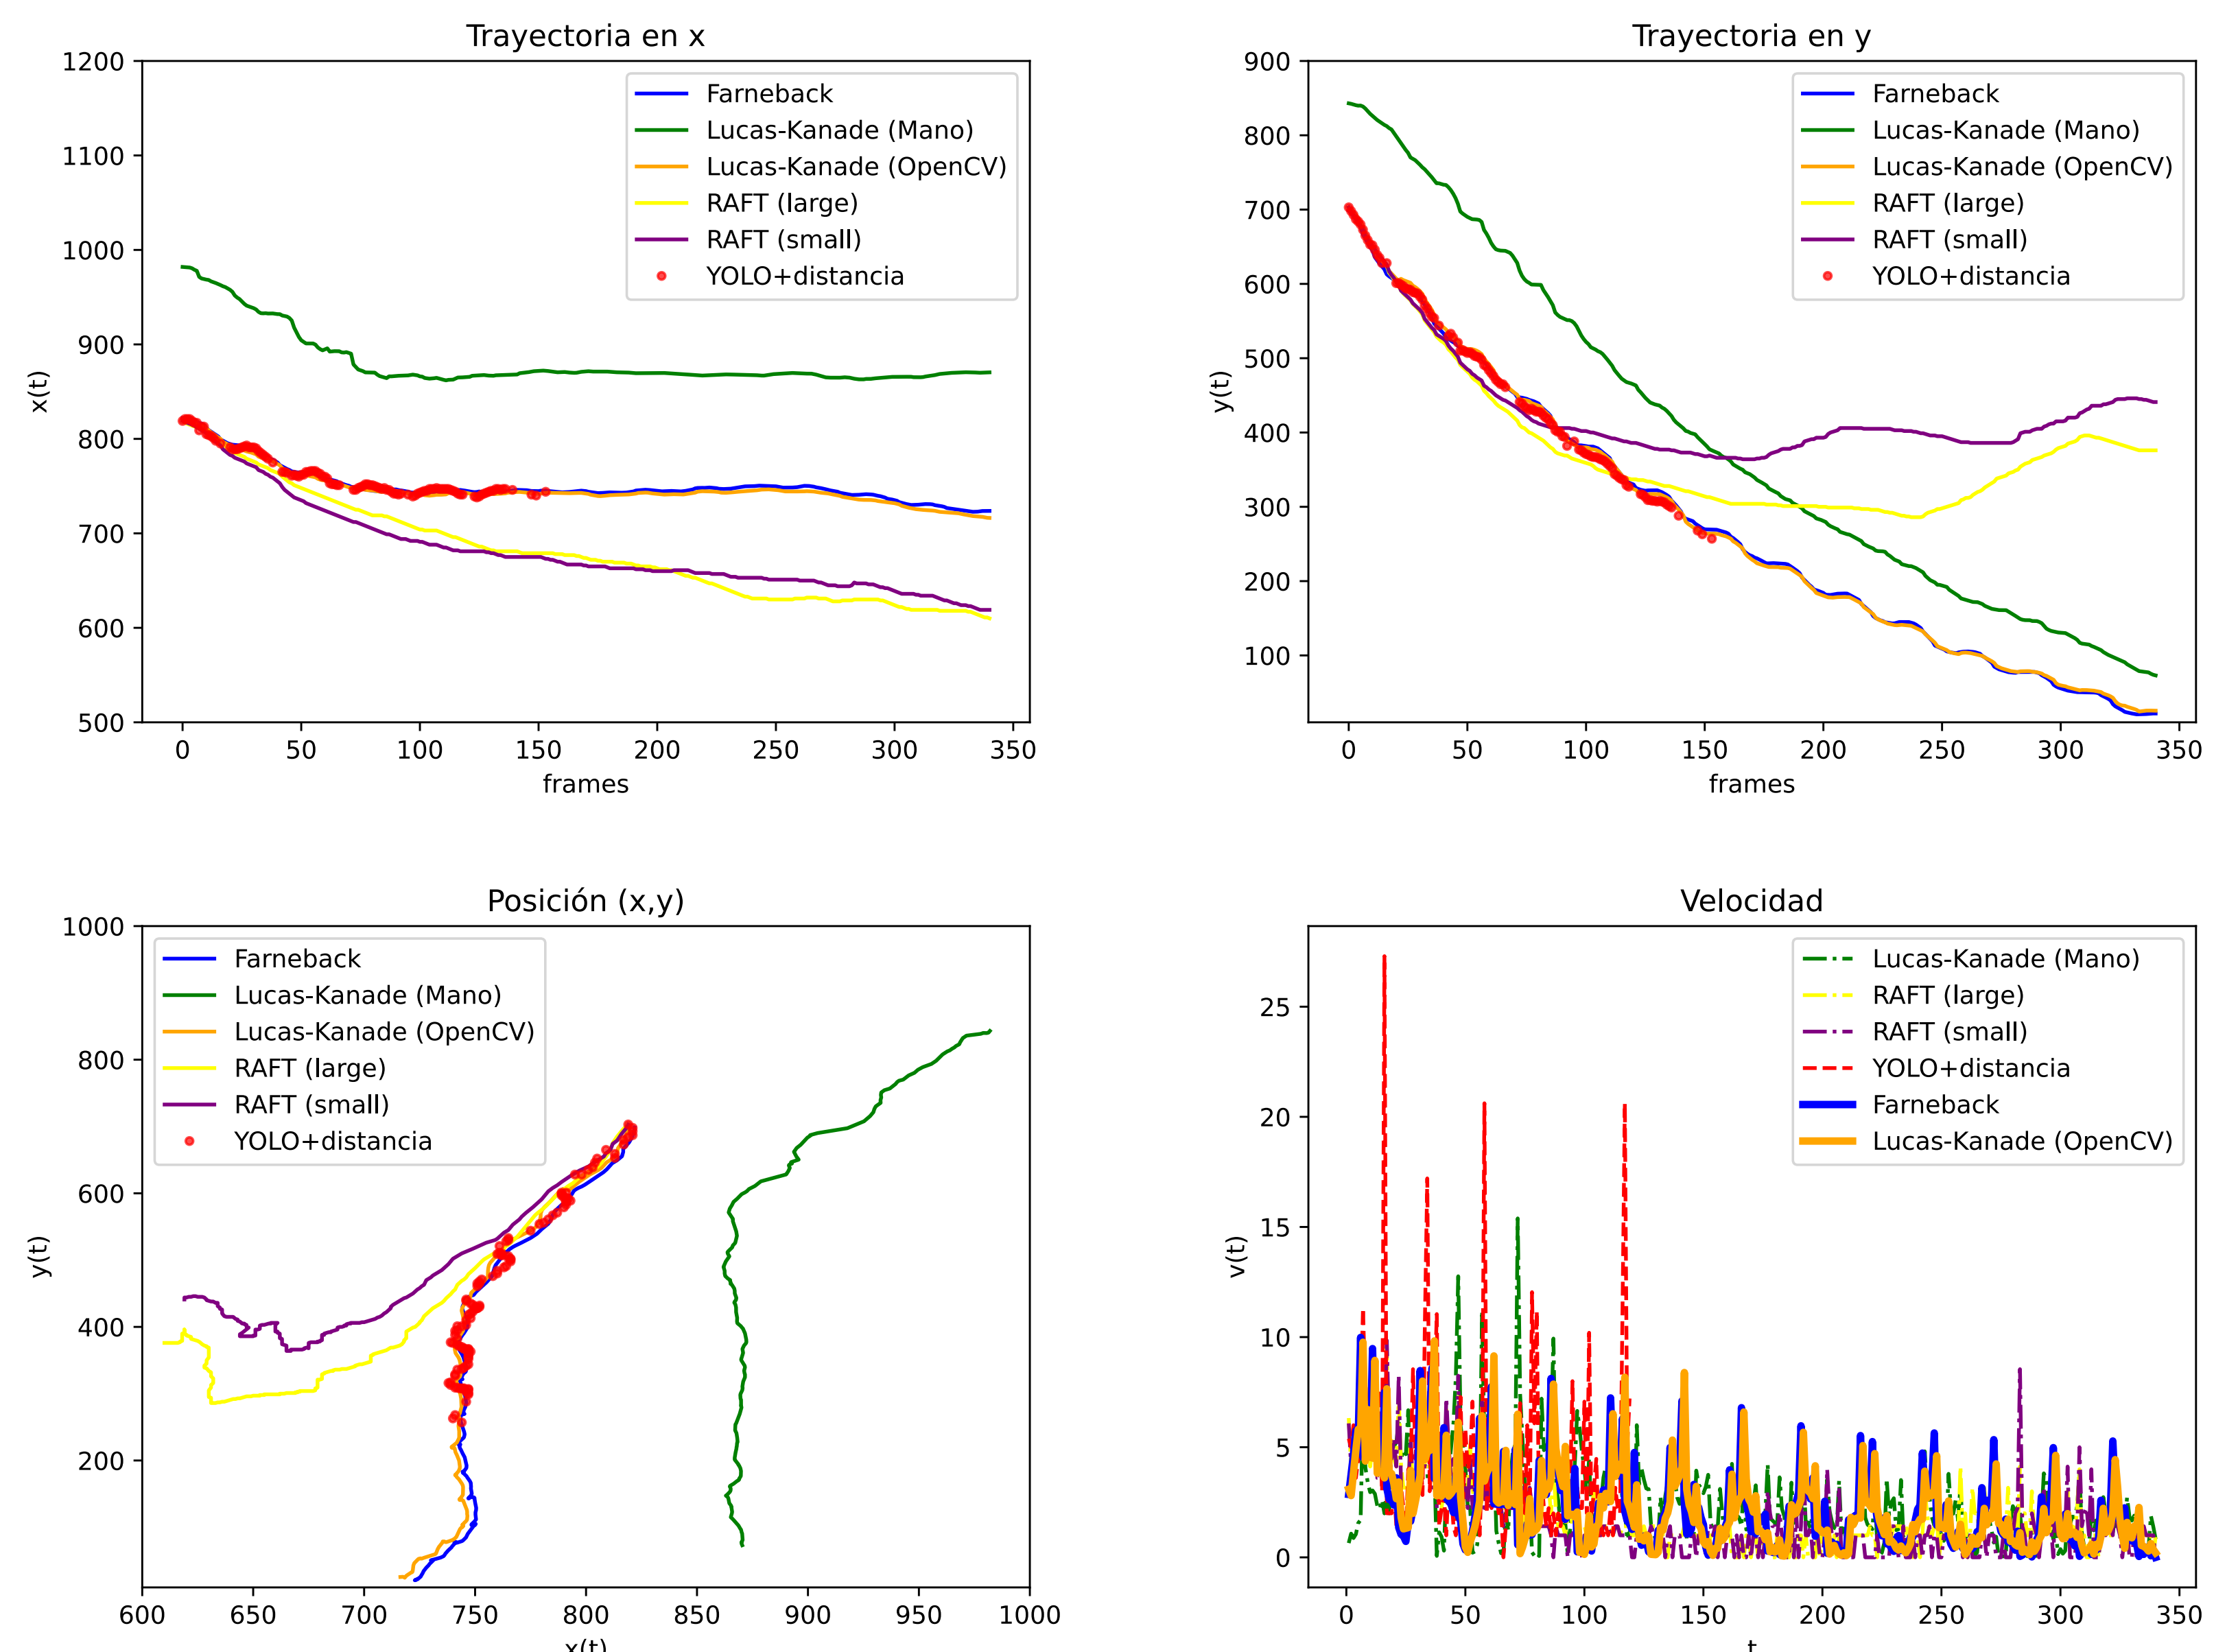 Trayectoria en x
1200
1100
1000
900
800
700
600
500
x(t)
Farneback
Lucas-Kanade (Mano)
Lucas-Kanade (OpenCV)
RAFT (large)
RAFT (small)
YOLO+distancia
0 50 100 150 200 250 300 350
frames
Trayectoria en y
900
800
700
600
500
400
300
200
100
y(t)
Farneback
Lucas-Kanade (Mano)
Lucas-Kanade (OpenCV)
RAFT (large)
RAFT (small)
YOLO+distancia
0 50 100 150 200 250 300 350
frames
Posición (x,y)
1000
800
600
400
200
y(t)
Farneback
Lucas-Kanade (Mano)
Lucas-Kanade (OpenCV)
RAFT (large)
RAFT (small)
YOLO+distancia
600 650 700 750 800 850 900 950 1000
x(t)
Velocidad
25
20
15
10
5
0
v(t)
Lucas-Kanade (Mano)
RAFT (large)
RAFT (small)
YOLO+distancia
Farneback
Lucas-Kanade (OpenCV)
0 50 100 150 200 250 300 350
t